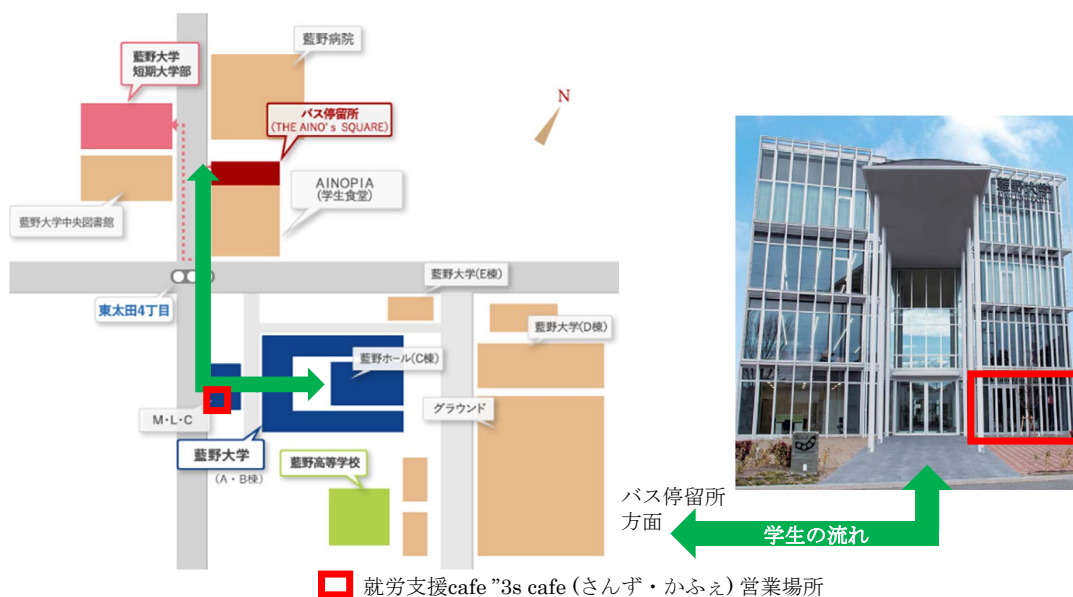 藍野病院
藍野大学
短期大学部
バス停留所
(THE AINO's SQUARE)
N
AINOPIA
(学生食堂)
藍野大学中央図書館
藍野大学(E棟)
東太田4丁目
藍野大学(D棟)
藍野ホール(C棟)
グラウンド
M・L・C
藍野大学
(A・B棟)
藍野高等学校
藍野大学
バス停留所
方面
学生の流れ
就労支援cafe ”3s cafe (さんず・かふぇ) 営業場所